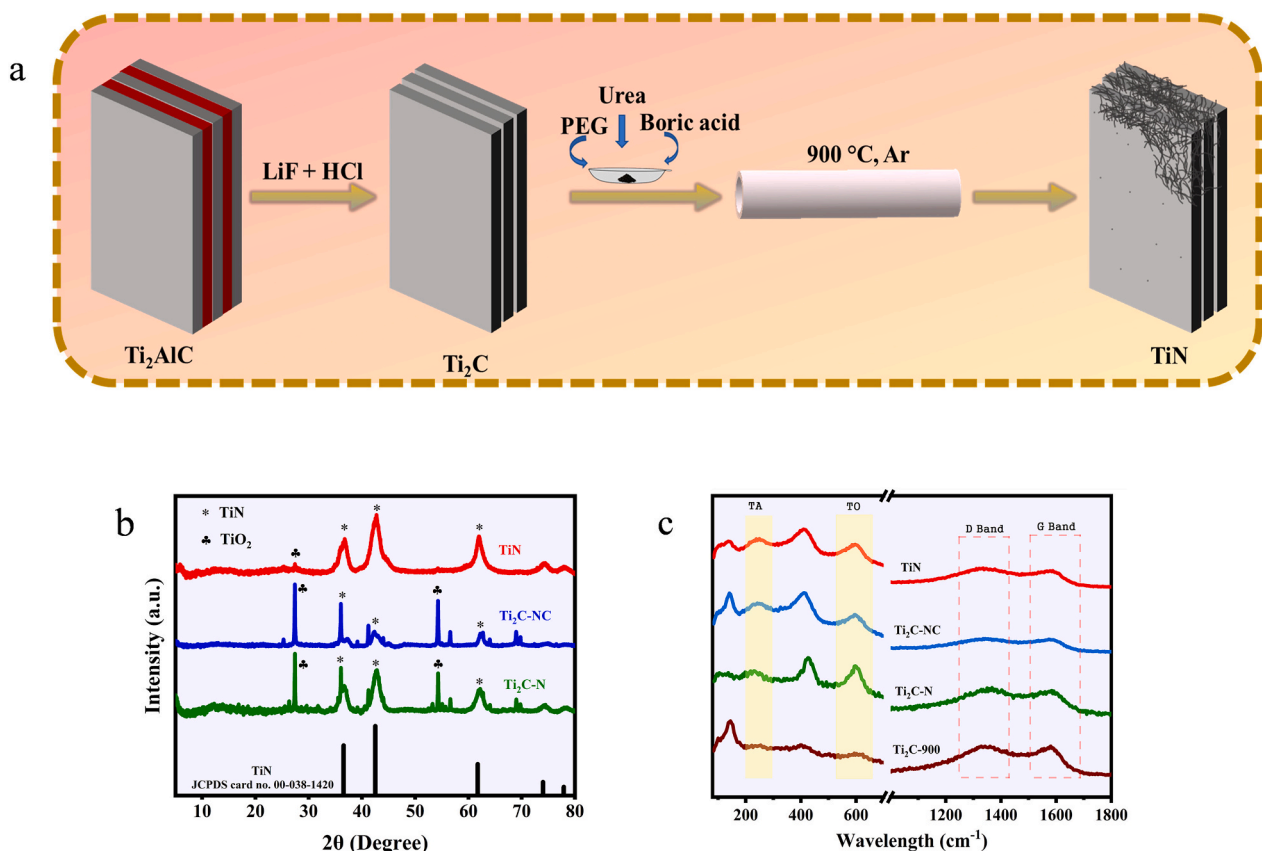 a
Urea
PEG
Boric acid
LiF + HCl
900 °C, Ar
Ti₂AlC
Ti₂C
TiN
b
* TiN
♣ TiO₂
*
*
*
TiN
♣
♣
*
*
♣
*
Ti₂C-NC
♣
*
*
♣
*
Ti₂C-N
TiN
JCPDS card no. 00-038-1420
Intensity (a.u.)
10 20 30 40 50 60 70 80
2θ (Degree)
c
TA
TO
D Band
G Band
TiN
Ti₂C-NC
Ti₂C-N
Ti₂C-900
200 400 600 1200 1400 1600 1800
Wavelength (cm⁻¹)